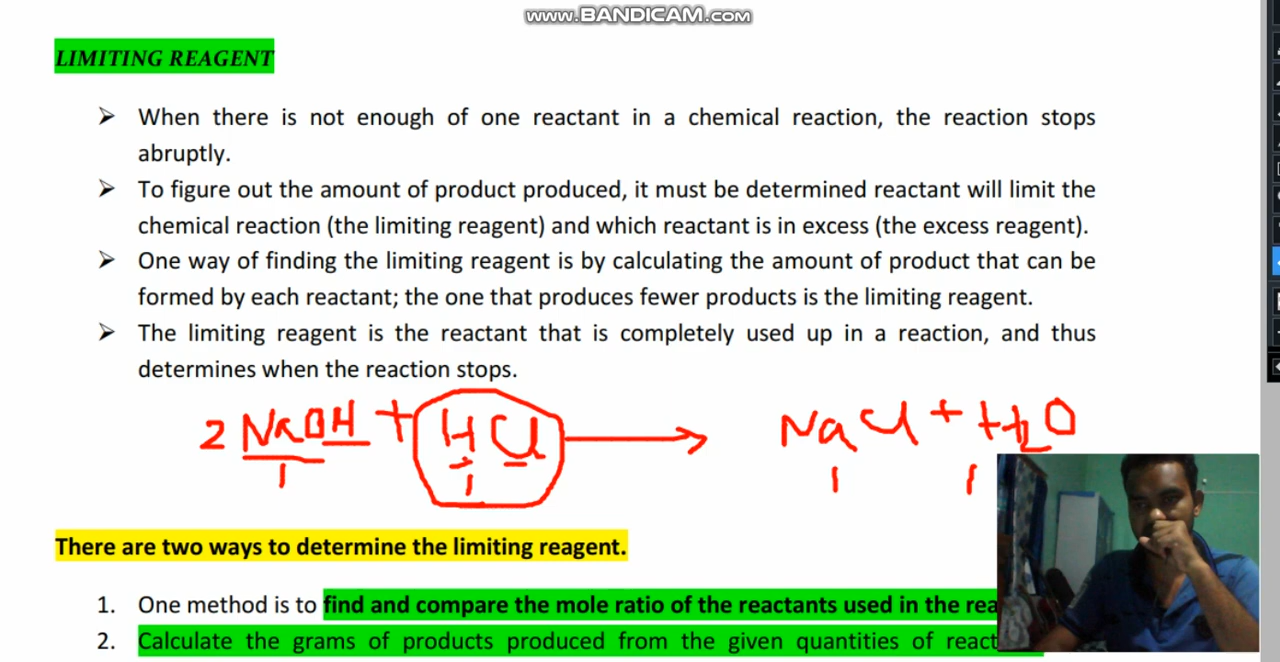 www.BANDICAM.com
LIMITING REAGENT
➢ When there is not enough of one reactant in a chemical reaction, the reaction stops
abruptly.
➢ To figure out the amount of product produced, it must be determined reactant will limit the
chemical reaction (the limiting reagent) and which reactant is in excess (the excess reagent).
➢ One way of finding the limiting reagent is by calculating the amount of product that can be
formed by each reactant; the one that produces fewer products is the limiting reagent.
➢ The limiting reagent is the reactant that is completely used up in a reaction, and thus
determines when the reaction stops.
2 NaOH + HCl → NaCl + H2O
1 1 1 1
There are two ways to determine the limiting reagent.
1. One method is to find and compare the mole ratio of the reactants used in the rea
2. Calculate the grams of products produced from the given quantities of react